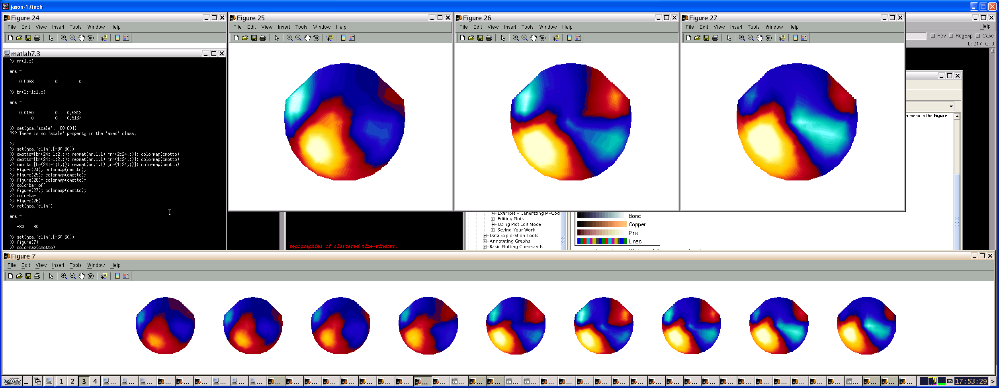 jason-17inch
Figure 24
File Edit View Insert Tools Window Help
matlab7.3
>> rr(1,:)
ans =
0.5098 0 0
>> br(2:-1:1,:)
ans =
0.0190 0 0.5912
0 0 0.5137
>> set(gca,'scale',[-80 80])
??? There is no 'scale' property in the 'axes' class.
>>
>> set(gca,'clim',[-80 80])
>> cmotto=[br(24:-1:2,:); repmat(mr,1,1) ;rr(2:24,:)]; colormap(cmotto)
>> cmotto=[br(24:-1:2,:); repmat(mr,1,1) ;rr(1:24,:)]; colormap(cmotto)
>> cmotto=[br(24:-1:1,:); repmat(mr,1,1) ;rr(1:24,:)]; colormap(cmotto)
>> figure(24); colormap(cmotto);
>> figure(25); colormap(cmotto);
>> figure(26); colormap(cmotto);
>> colorbar off
>> figure(27); colormap(cmotto);
>> colorbar
>> figure(26)
>> get(gca,'clim')
ans =
-80 80
>> set(gca,'clim',[-60 60])
>> figure(7)
>> colormap(cmotto)
Figure 25
File Edit View Insert Tools Window Help
Figure 26
File Edit View Insert Tools Window Help
Figure 27
File Edit View Insert Tools Window Help
Help
Rev RegExp Case
L: 217 C: 0
menu in the Figure
topographies of clustered time-windows:
Example - Generating M-Cod
Editing Plots
Using Plot Edit Mode
Saving Your Work
Data Exploration Tools
Annotating Graphs
Basic Plotting Commands
Bone
Copper
Pink
Lines
Figure 7
File Edit View Insert Tools Window Help
IceWM 1 2 3 4 17:53:29 >